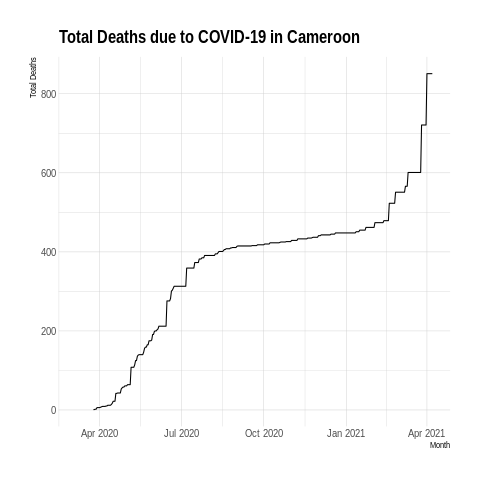 Total Deaths due to COVID-19 in Cameroon
Total Deaths
800
600
400
200
0
Apr 2020 Jul 2020 Oct 2020 Jan 2021 Apr 2021
Month